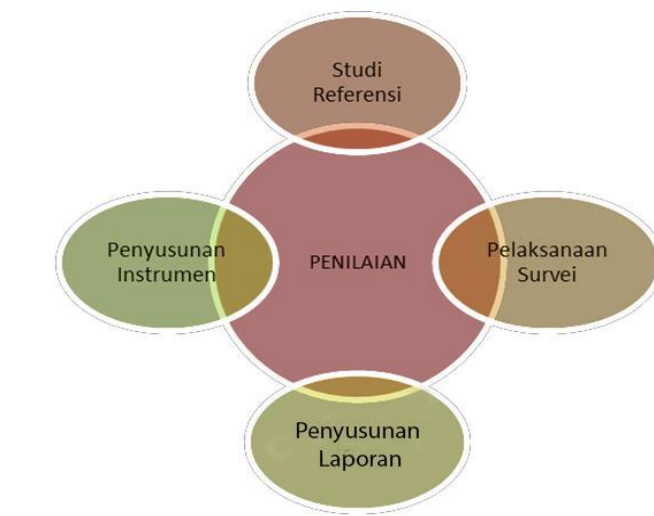 Studi
Referensi
Penyusunan
Instrumen
PENILAIAN
Pelaksanaan
Survei
Penyusunan
Laporan